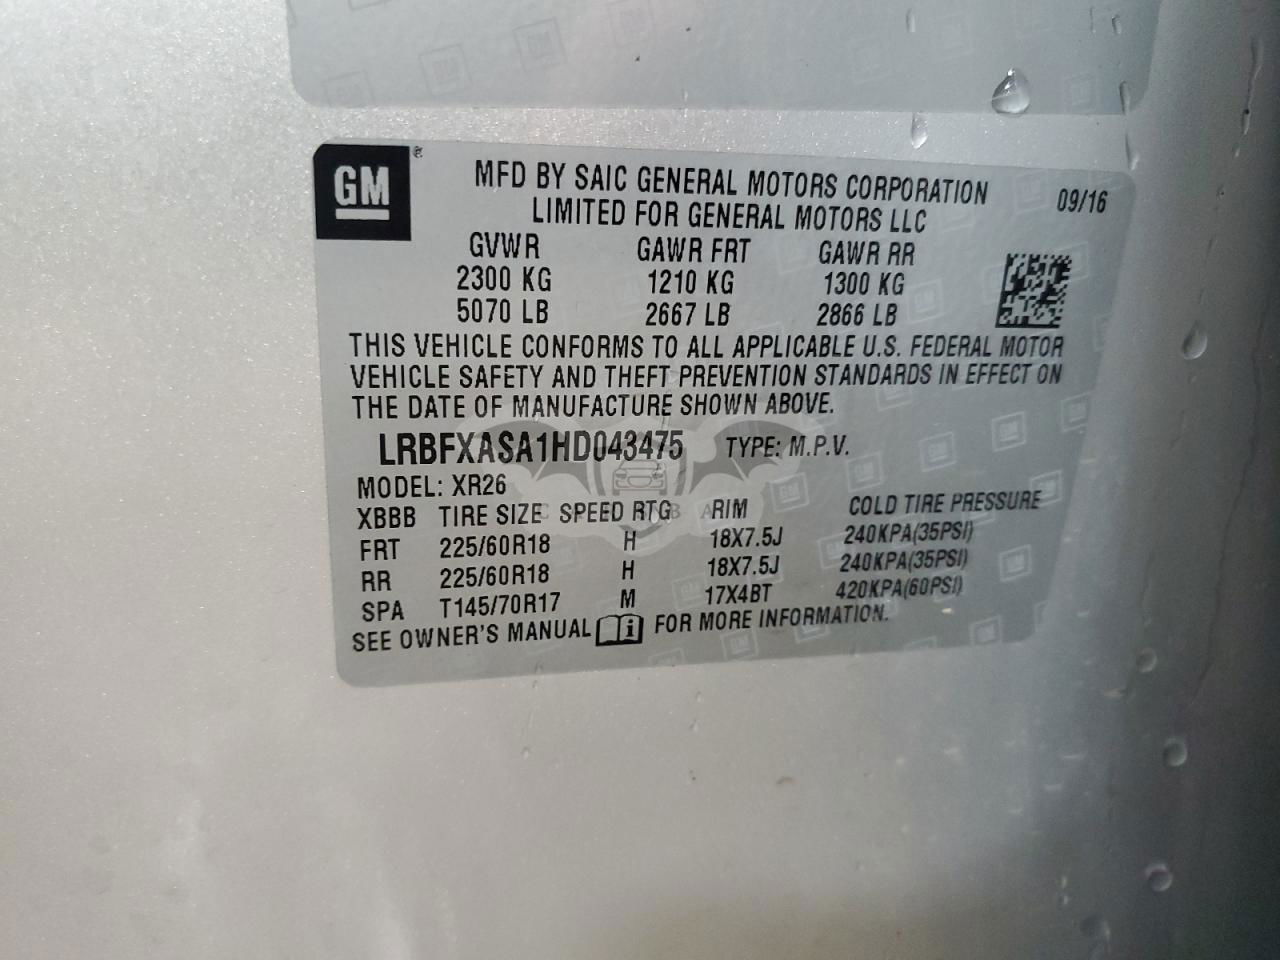 GM
MFD BY SAIC GENERAL MOTORS CORPORATION
LIMITED FOR GENERAL MOTORS LLC
09/16
GVWR GAWR FRT GAWR RR
2300 KG 1210 KG 1300 KG
5070 LB 2667 LB 2866 LB
THIS VEHICLE CONFORMS TO ALL APPLICABLE U.S. FEDERAL MOTOR
VEHICLE SAFETY AND THEFT PREVENTION STANDARDS IN EFFECT ON
THE DATE OF MANUFACTURE SHOWN ABOVE.
LRBFXASA1HD043475 TYPE: M.P.V.
MODEL: XR26
XBBB TIRE SIZE SPEED RTG RIM COLD TIRE PRESSURE
FRT 225/60R18 H 18X7.5J 240KPA(35PSI)
RR 225/60R18 H 18X7.5J 240KPA(35PSI)
SPA T145/70R17 M 17X4BT 420KPA(60PSI)
SEE OWNER'S MANUAL FOR MORE INFORMATION.